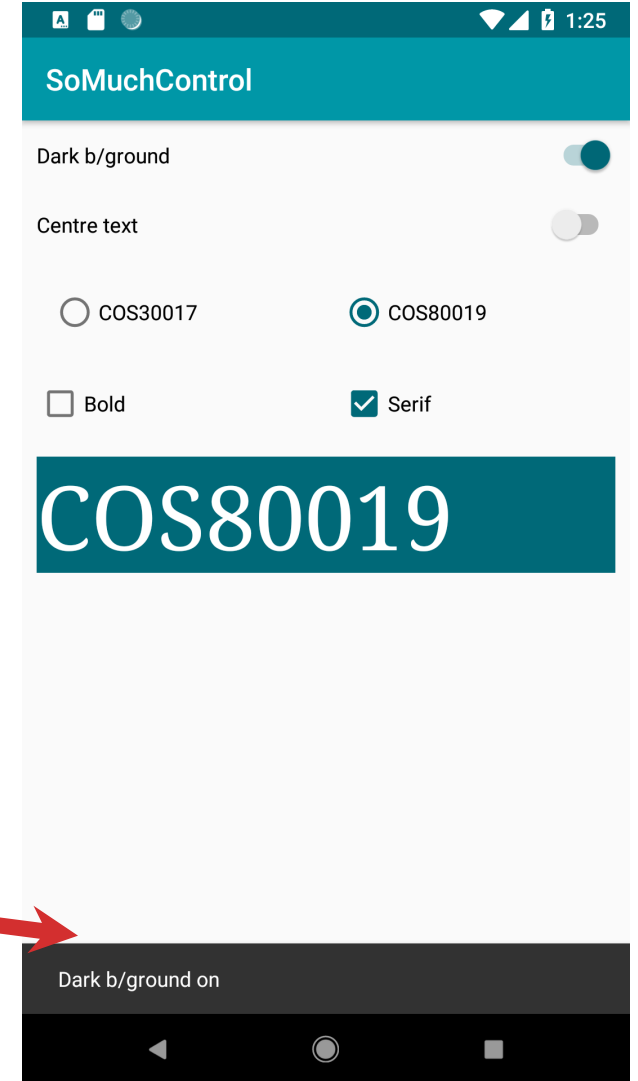 1:25
SoMuchControl
Dark b/ground
Centre text
COS30017 COS80019
Bold Serif
COS80019
Dark b/ground on